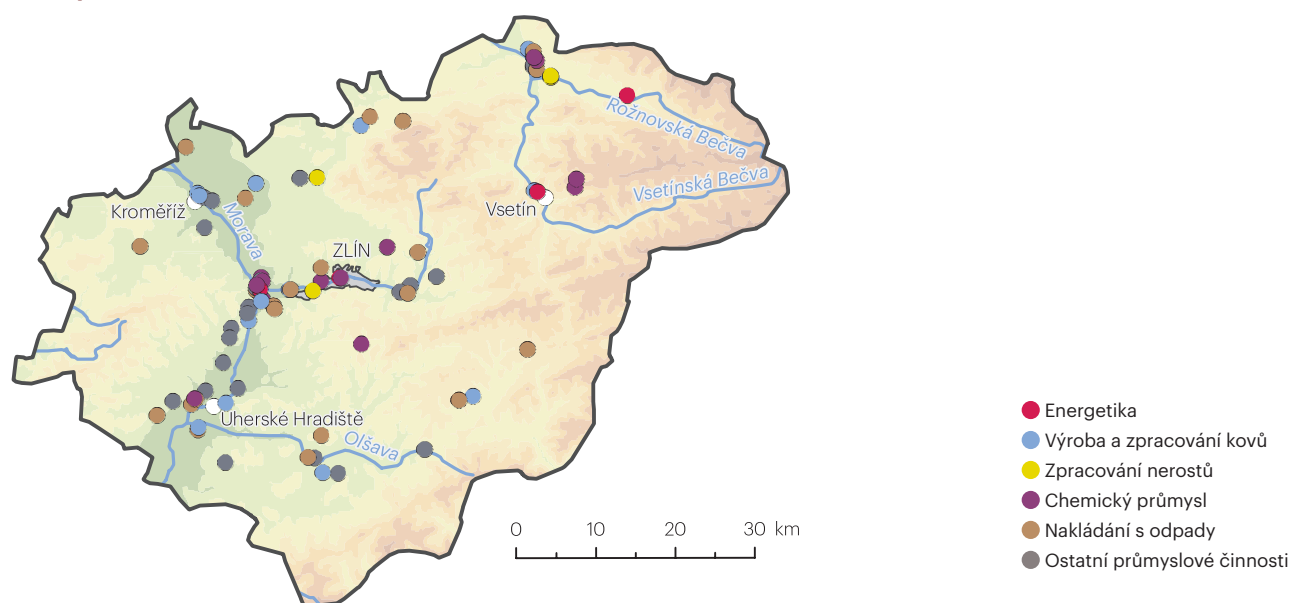 Rožnovská Bečva
Vsetínská Bečva
Kroměříž
Morava
Vsetín
ZLÍN
Uherské Hradiště
Olšava
0 10 20 30 km
Energetika
Výroba a zpracování kovů
Zpracování nerostů
Chemický průmysl
Nakládání s odpady
Ostatní průmyslové činnosti